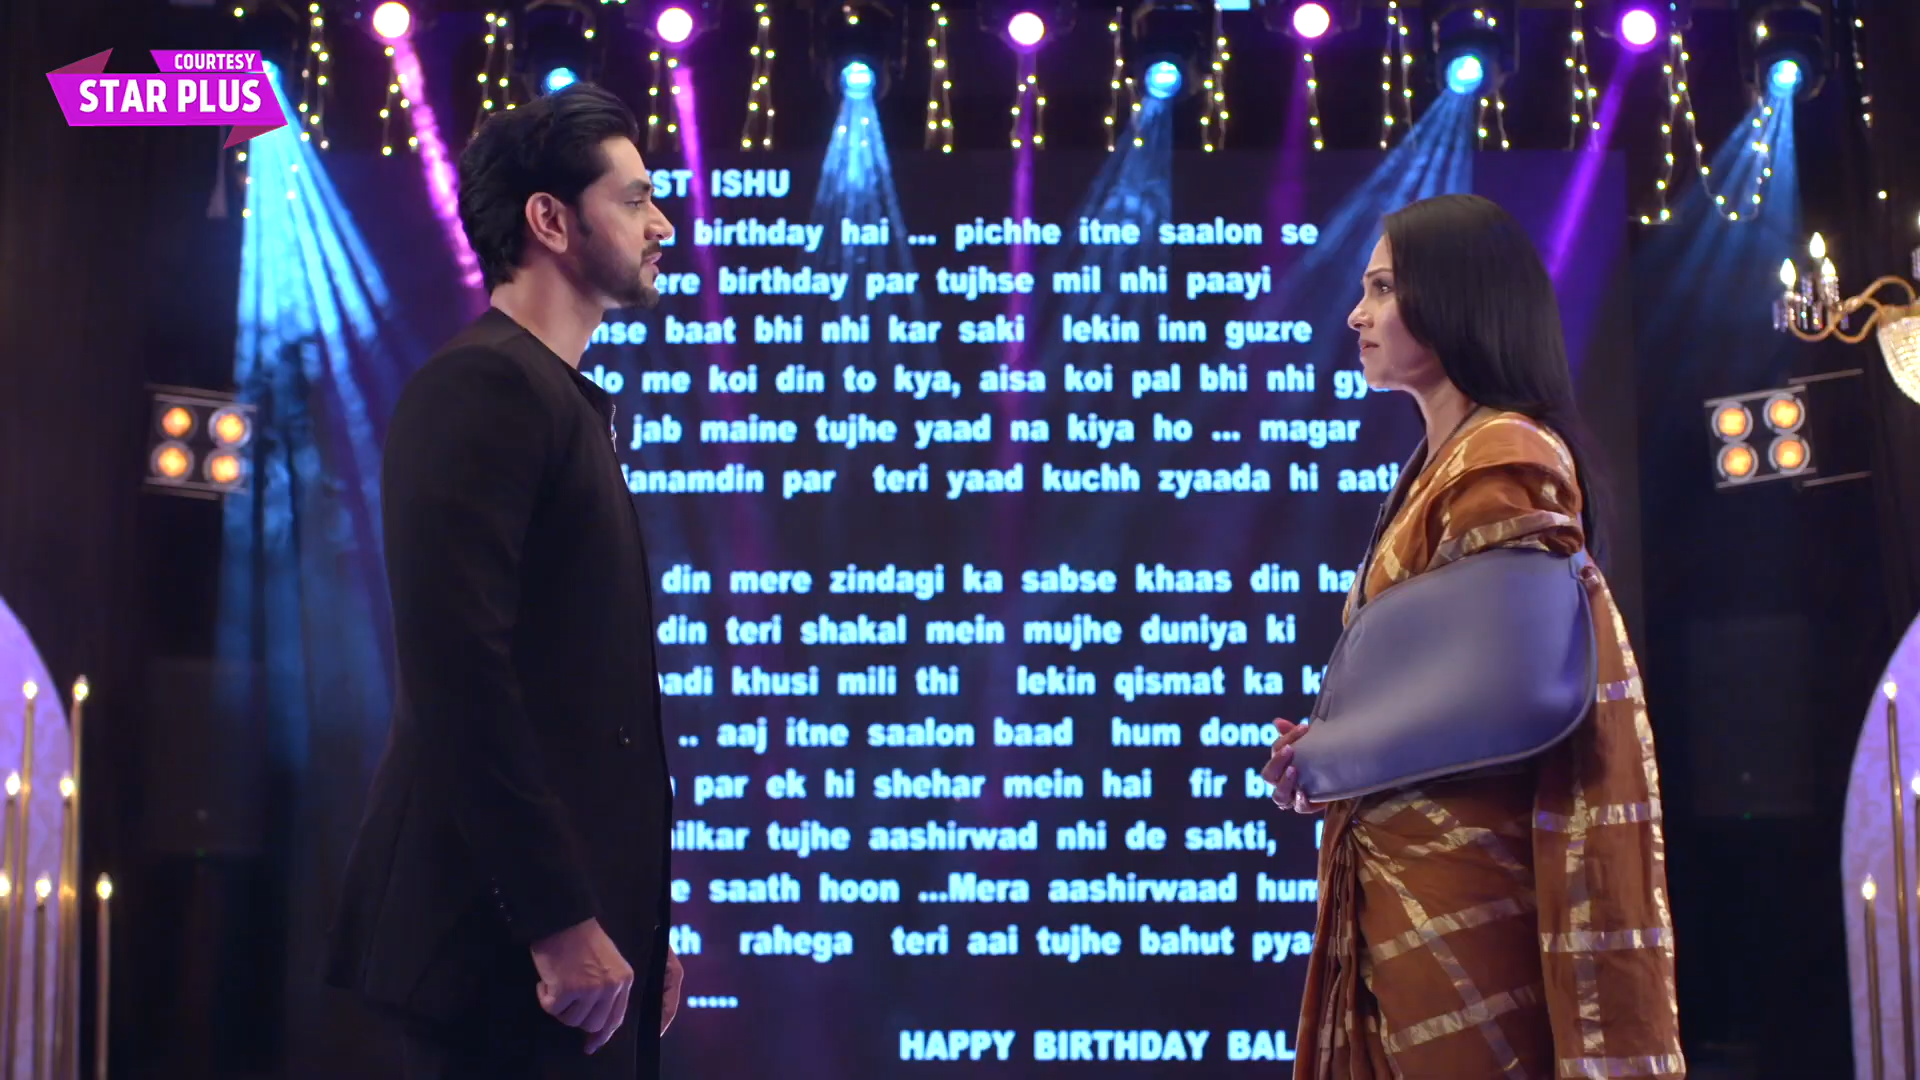 COURTESY
STAR PLUS
ISHU
birthday hai ... pichhe itne saalon se
birthday par tujhse mil nhi paayi
baat bhi nhi kar saki lekin inn guzre
me koi din to kya, aisa koi pal bhi nhi
jab maine tujhe yaad na kiya ho ... magar
par teri yaad kuchh zyaada hi aati
din mere zindagi ka sabse khaas din
din teri shakal mein mujhe duniya ki
khusi mili thi lekin qismat ka
.. aaj itne saalon baad hum
par ek hi shehar mein hai fir
tujhe aashirwad nhi de sakti,
saath hoon ...Mera aashirwaad
rahega teri aai tujhe bahut
.....
HAPPY BIRTHDAY